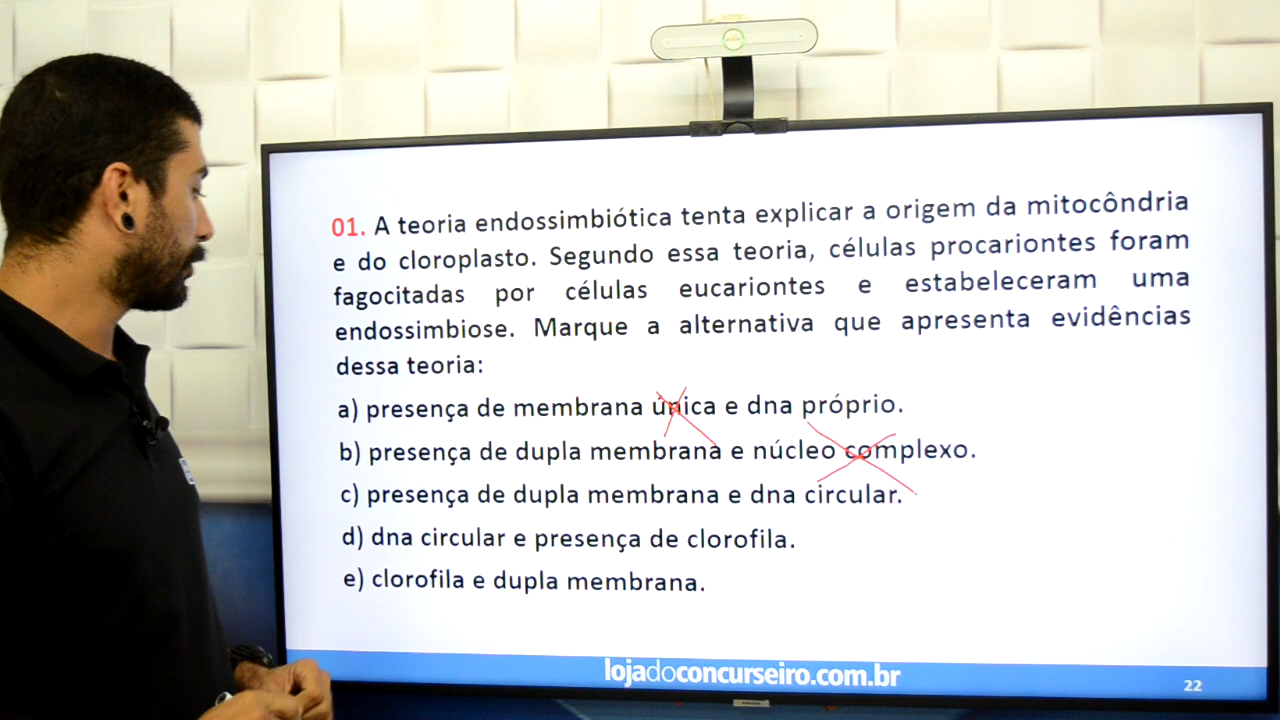 01. A teoria endossimbiótica tenta explicar a origem da mitocôndria
e do cloroplasto. Segundo essa teoria, células procariontes foram
fagocitadas por células eucariontes e estabeleceram uma
endossimbiose. Marque a alternativa que apresenta evidências
dessa teoria:
a) presença de membrana única e dna próprio.
b) presença de dupla membrana e núcleo complexo.
c) presença de dupla membrana e dna circular.
d) dna circular e presença de clorofila.
e) clorofila e dupla membrana.
lojadoconcurseiro.com.br
22